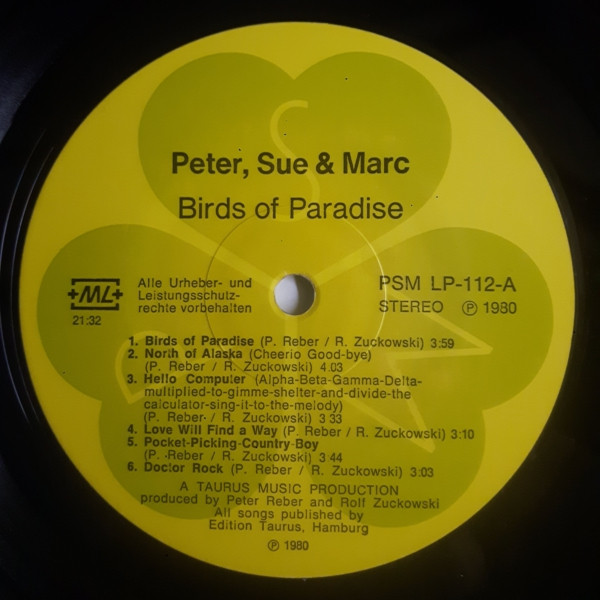 Peter, Sue & Marc
Birds of Paradise
+ML+
21:32
Alle Urheber- und
Leistungsschutz-
rechte vorbehalten
PSM LP-112-A
STEREO ℗ 1980
1. Birds of Paradise (P. Reber / R. Zuckowski) 3:59
2. North of Alaska (Cheerio Good-bye)
(P. Reber / R. Zuckowski) 4.03
3. Hello Computer (Alpha-Beta-Gamma-Delta-
multiplied-to-gimme-shelter-and-divide-the
calculator-sing-it-to-the-melody)
(P. Reber / R. Zuckowski) 3 33
4. Love Will Find a Way (P. Reber / R. Zuckowski) 3:10
5. Pocket-Picking-Country-Boy
(P. Reber / R. Zuckowski) 3 44
6. Doctor Rock (P. Reber / R. Zuckowski) 3:03
A TAURUS MUSIC PRODUCTION
produced by Peter Reber and Rolf Zuckowski
All songs published by
Edition Taurus, Hamburg
℗ 1980